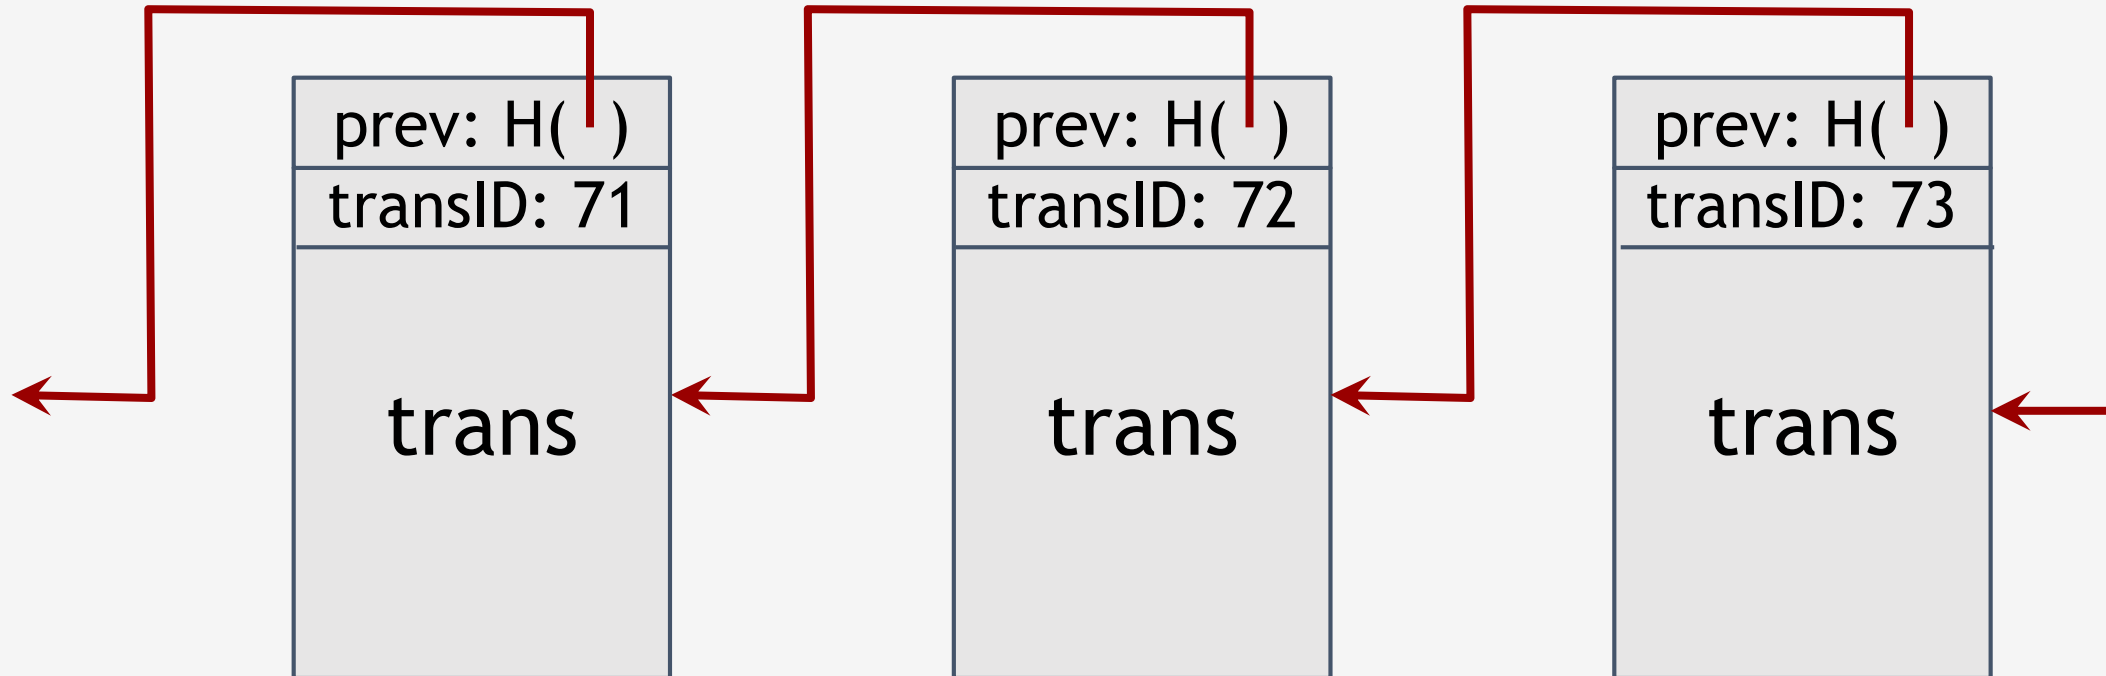 prev: H( )
transID: 71
trans
prev: H( )
transID: 72
trans
prev: H( )
transID: 73
trans